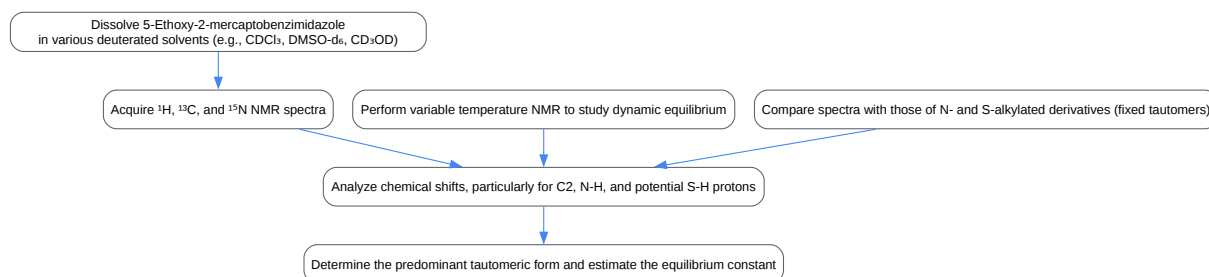 Dissolve 5-Ethoxy-2-mercaptobenzimidazole
in various deuterated solvents (e.g., CDCl₃, DMSO-d₆, CD₃OD)
Acquire ¹H, ¹³C, and ¹⁵N NMR spectra
Perform variable temperature NMR to study dynamic equilibrium
Compare spectra with those of N- and S-alkylated derivatives (fixed tautomers)
Analyze chemical shifts, particularly for C2, N-H, and potential S-H protons
Determine the predominant tautomeric form and estimate the equilibrium constant